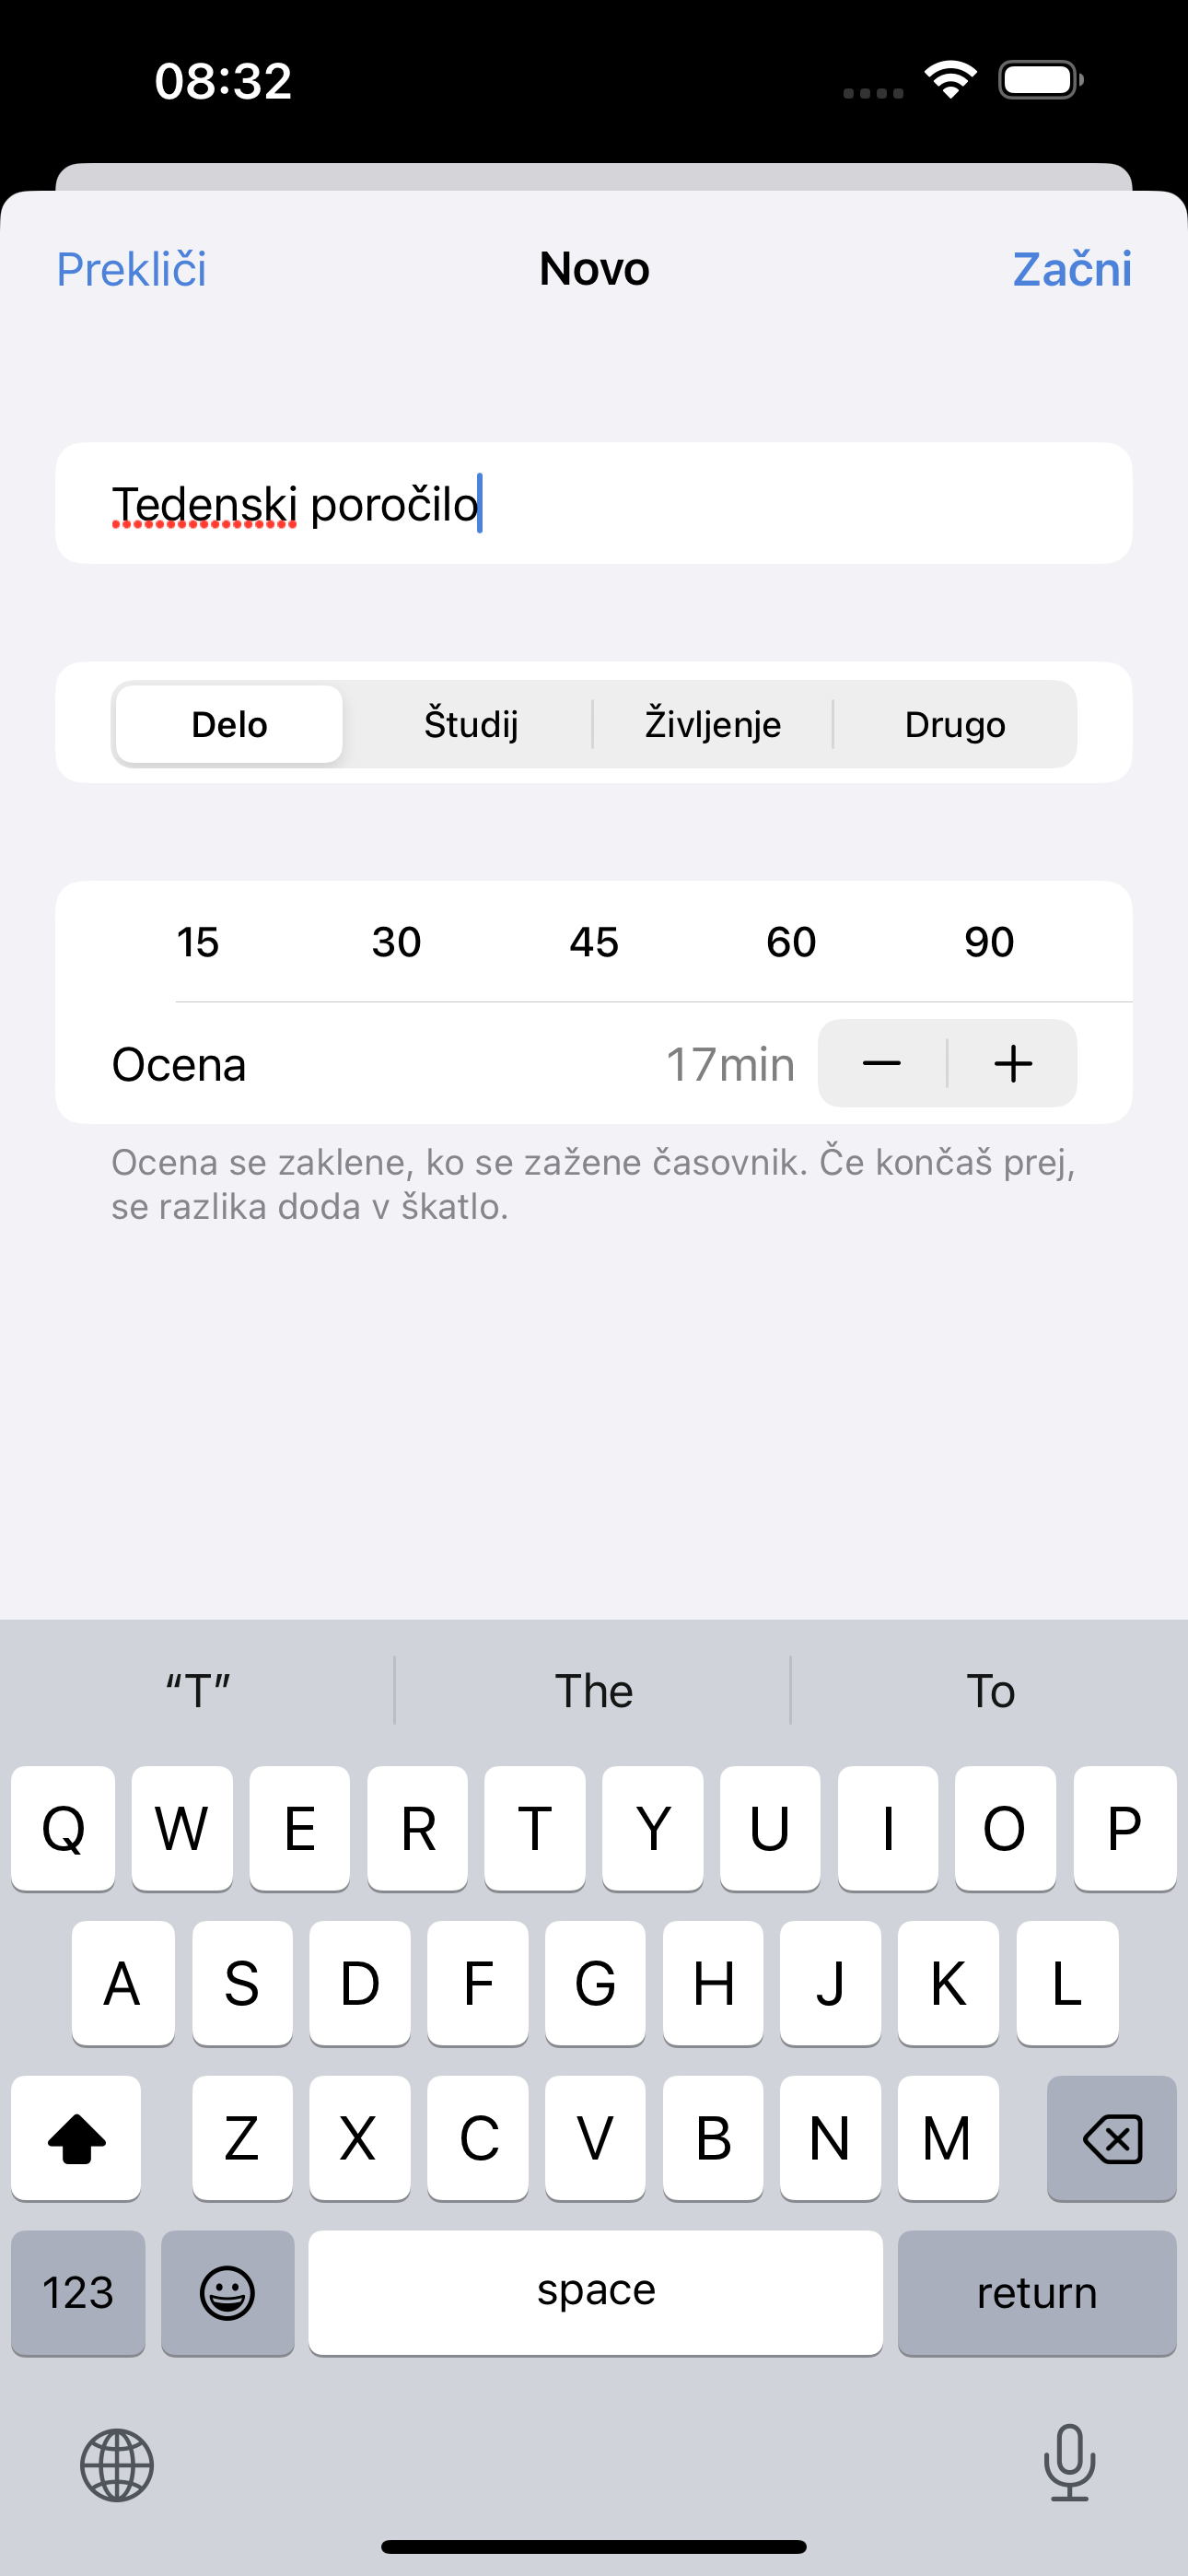 08:32
Prekliči Novo Začni
Tedenski poročilo
Delo Študij Življenje Drugo
15 30 45 60 90
Ocena 17min
Ocena se zaklene, ko se zažene časovnik. Če končaš prej,
se razlika doda v škatlo.
“T” The To
Q W E R T Y U I O P
A S D F G H J K L
Z X C V B N M
123 space return